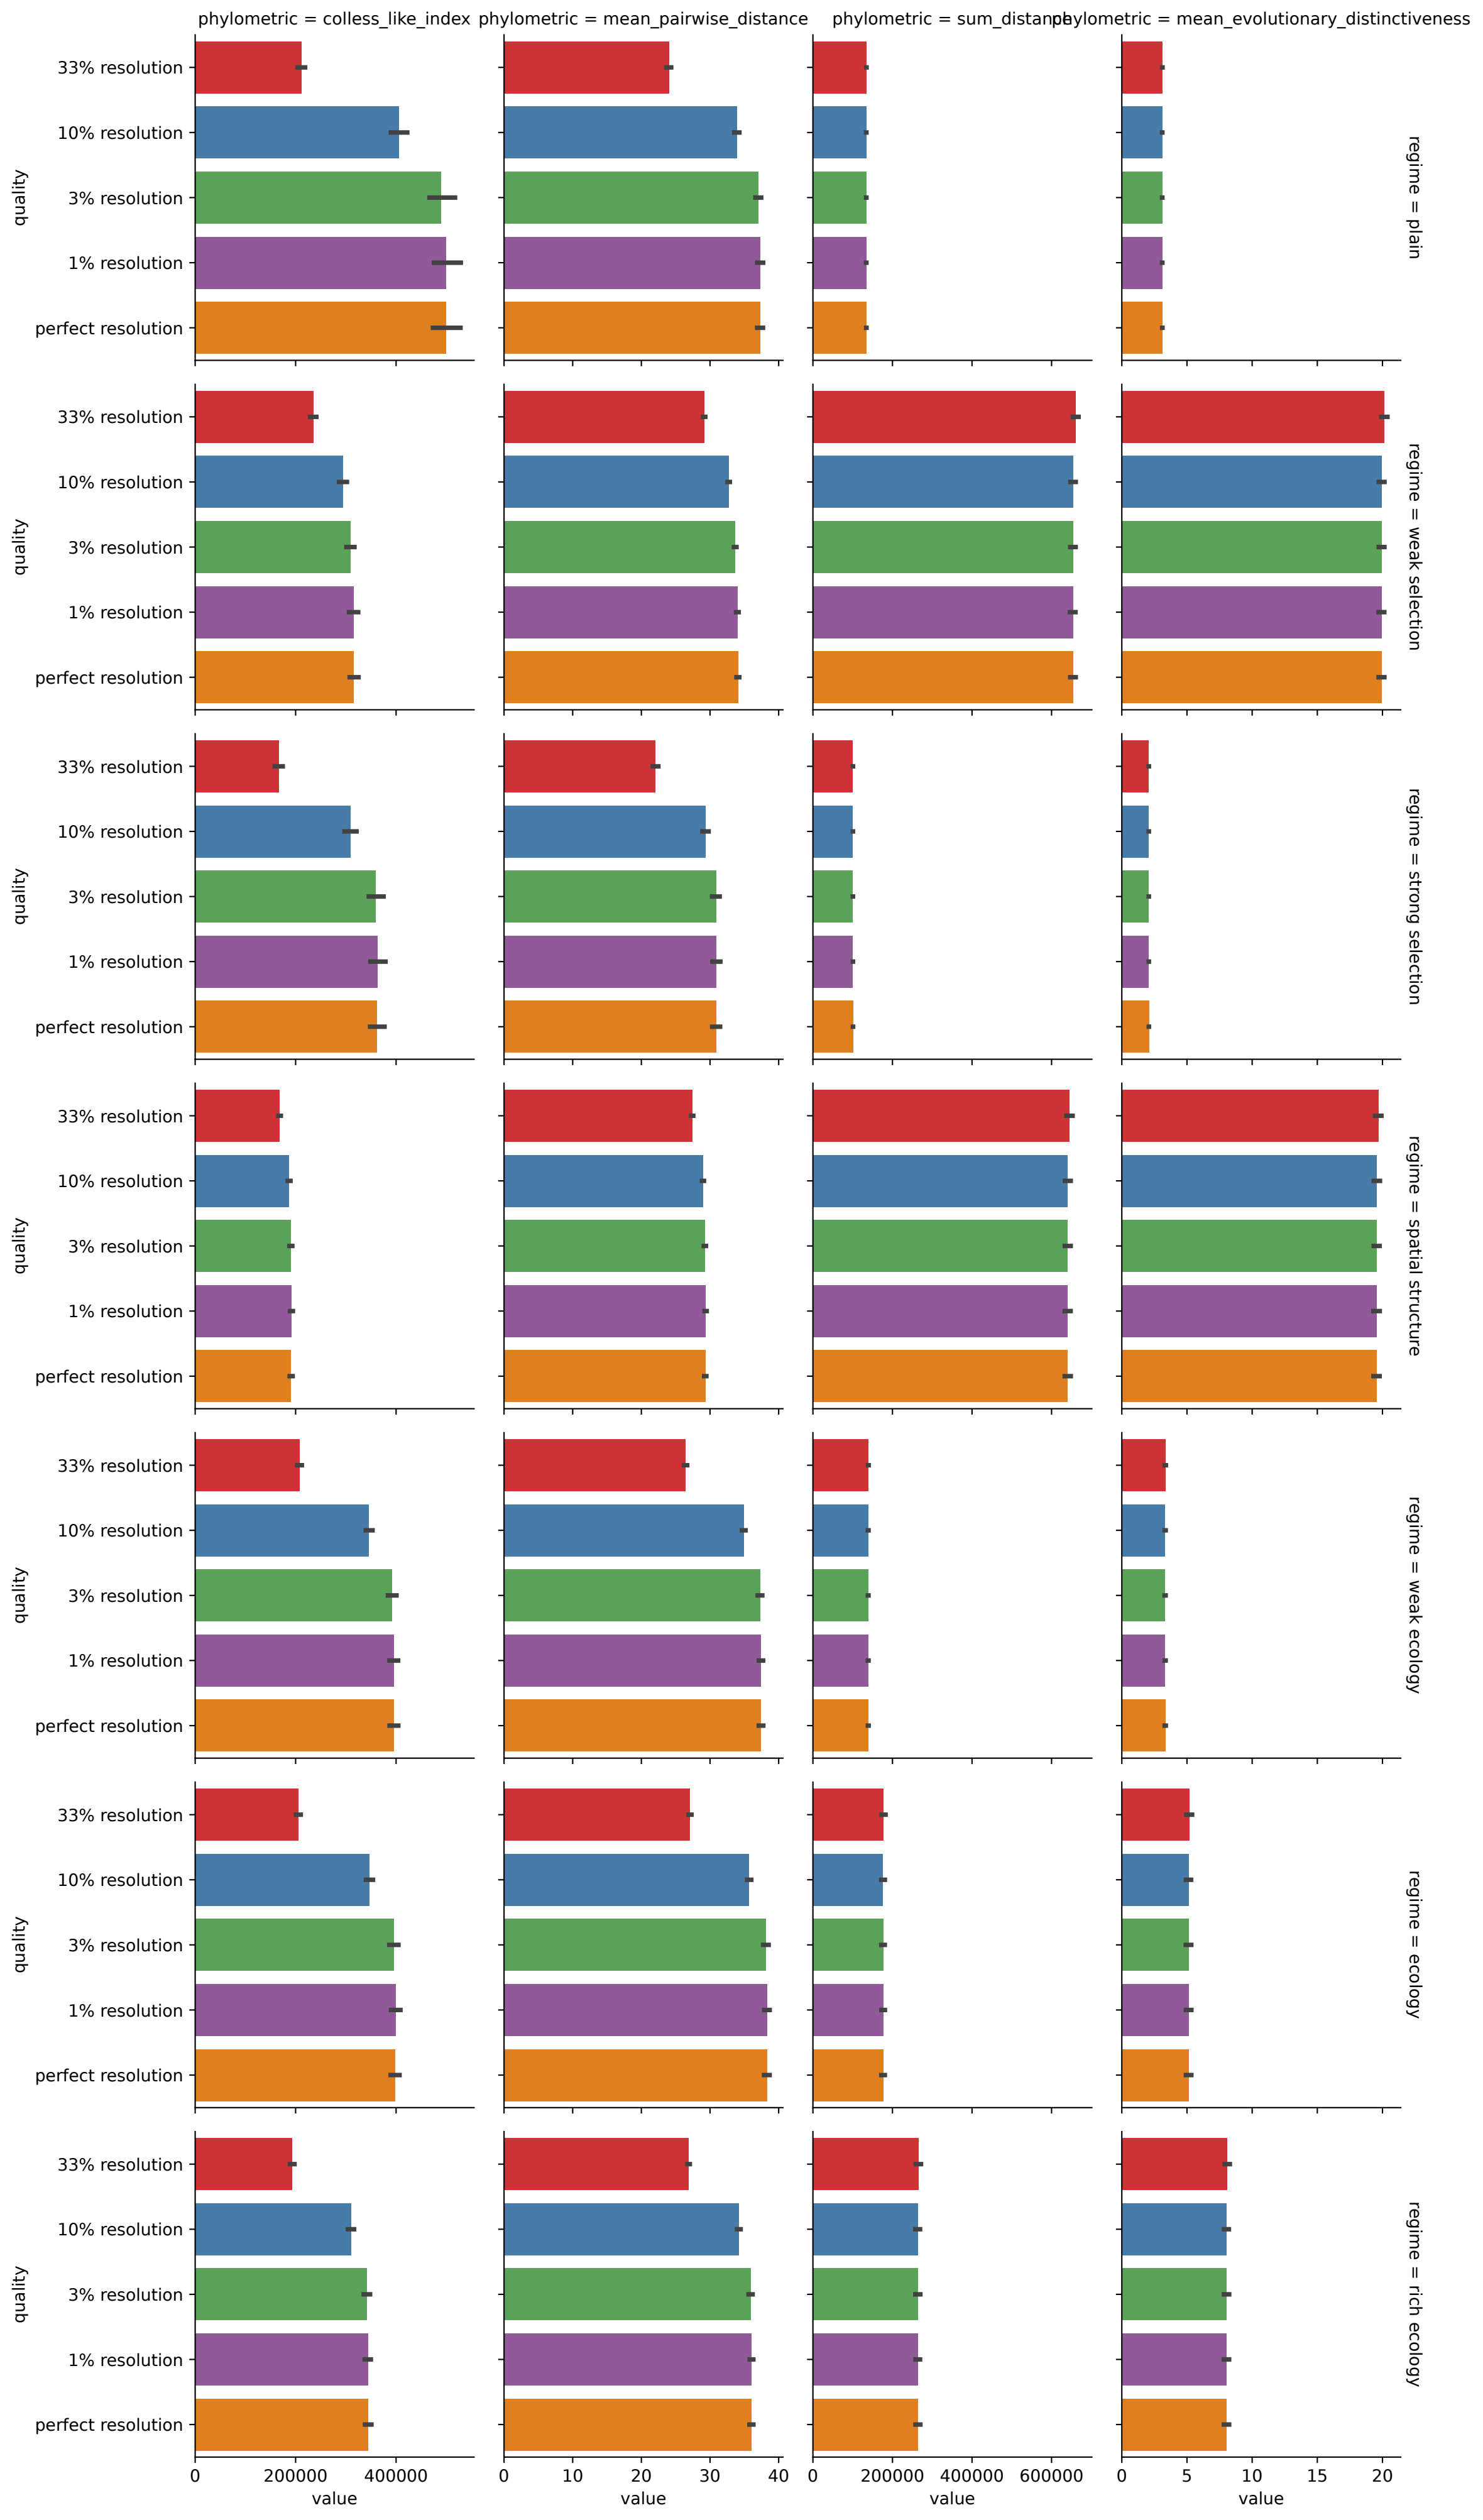 phylometric = colless_like_index
phylometric = mean_pairwise_distance
phylometric = sum_distance
phylometric = mean_evolutionary_distinctiveness
33% resolution
10% resolution
3% resolution
1% resolution
perfect resolution
quality
regime = plain
33% resolution
10% resolution
3% resolution
1% resolution
perfect resolution
quality
regime = weak selection
33% resolution
10% resolution
3% resolution
1% resolution
perfect resolution
quality
regime = strong selection
33% resolution
10% resolution
3% resolution
1% resolution
perfect resolution
quality
regime = spatial structure
33% resolution
10% resolution
3% resolution
1% resolution
perfect resolution
quality
regime = weak ecology
33% resolution
10% resolution
3% resolution
1% resolution
perfect resolution
quality
regime = ecology
33% resolution
10% resolution
3% resolution
1% resolution
perfect resolution
quality
regime = rich ecology
0 200000 400000
value
0 10 20 30 40
value
0 200000 400000 600000
value
0 5 10 15 20
value